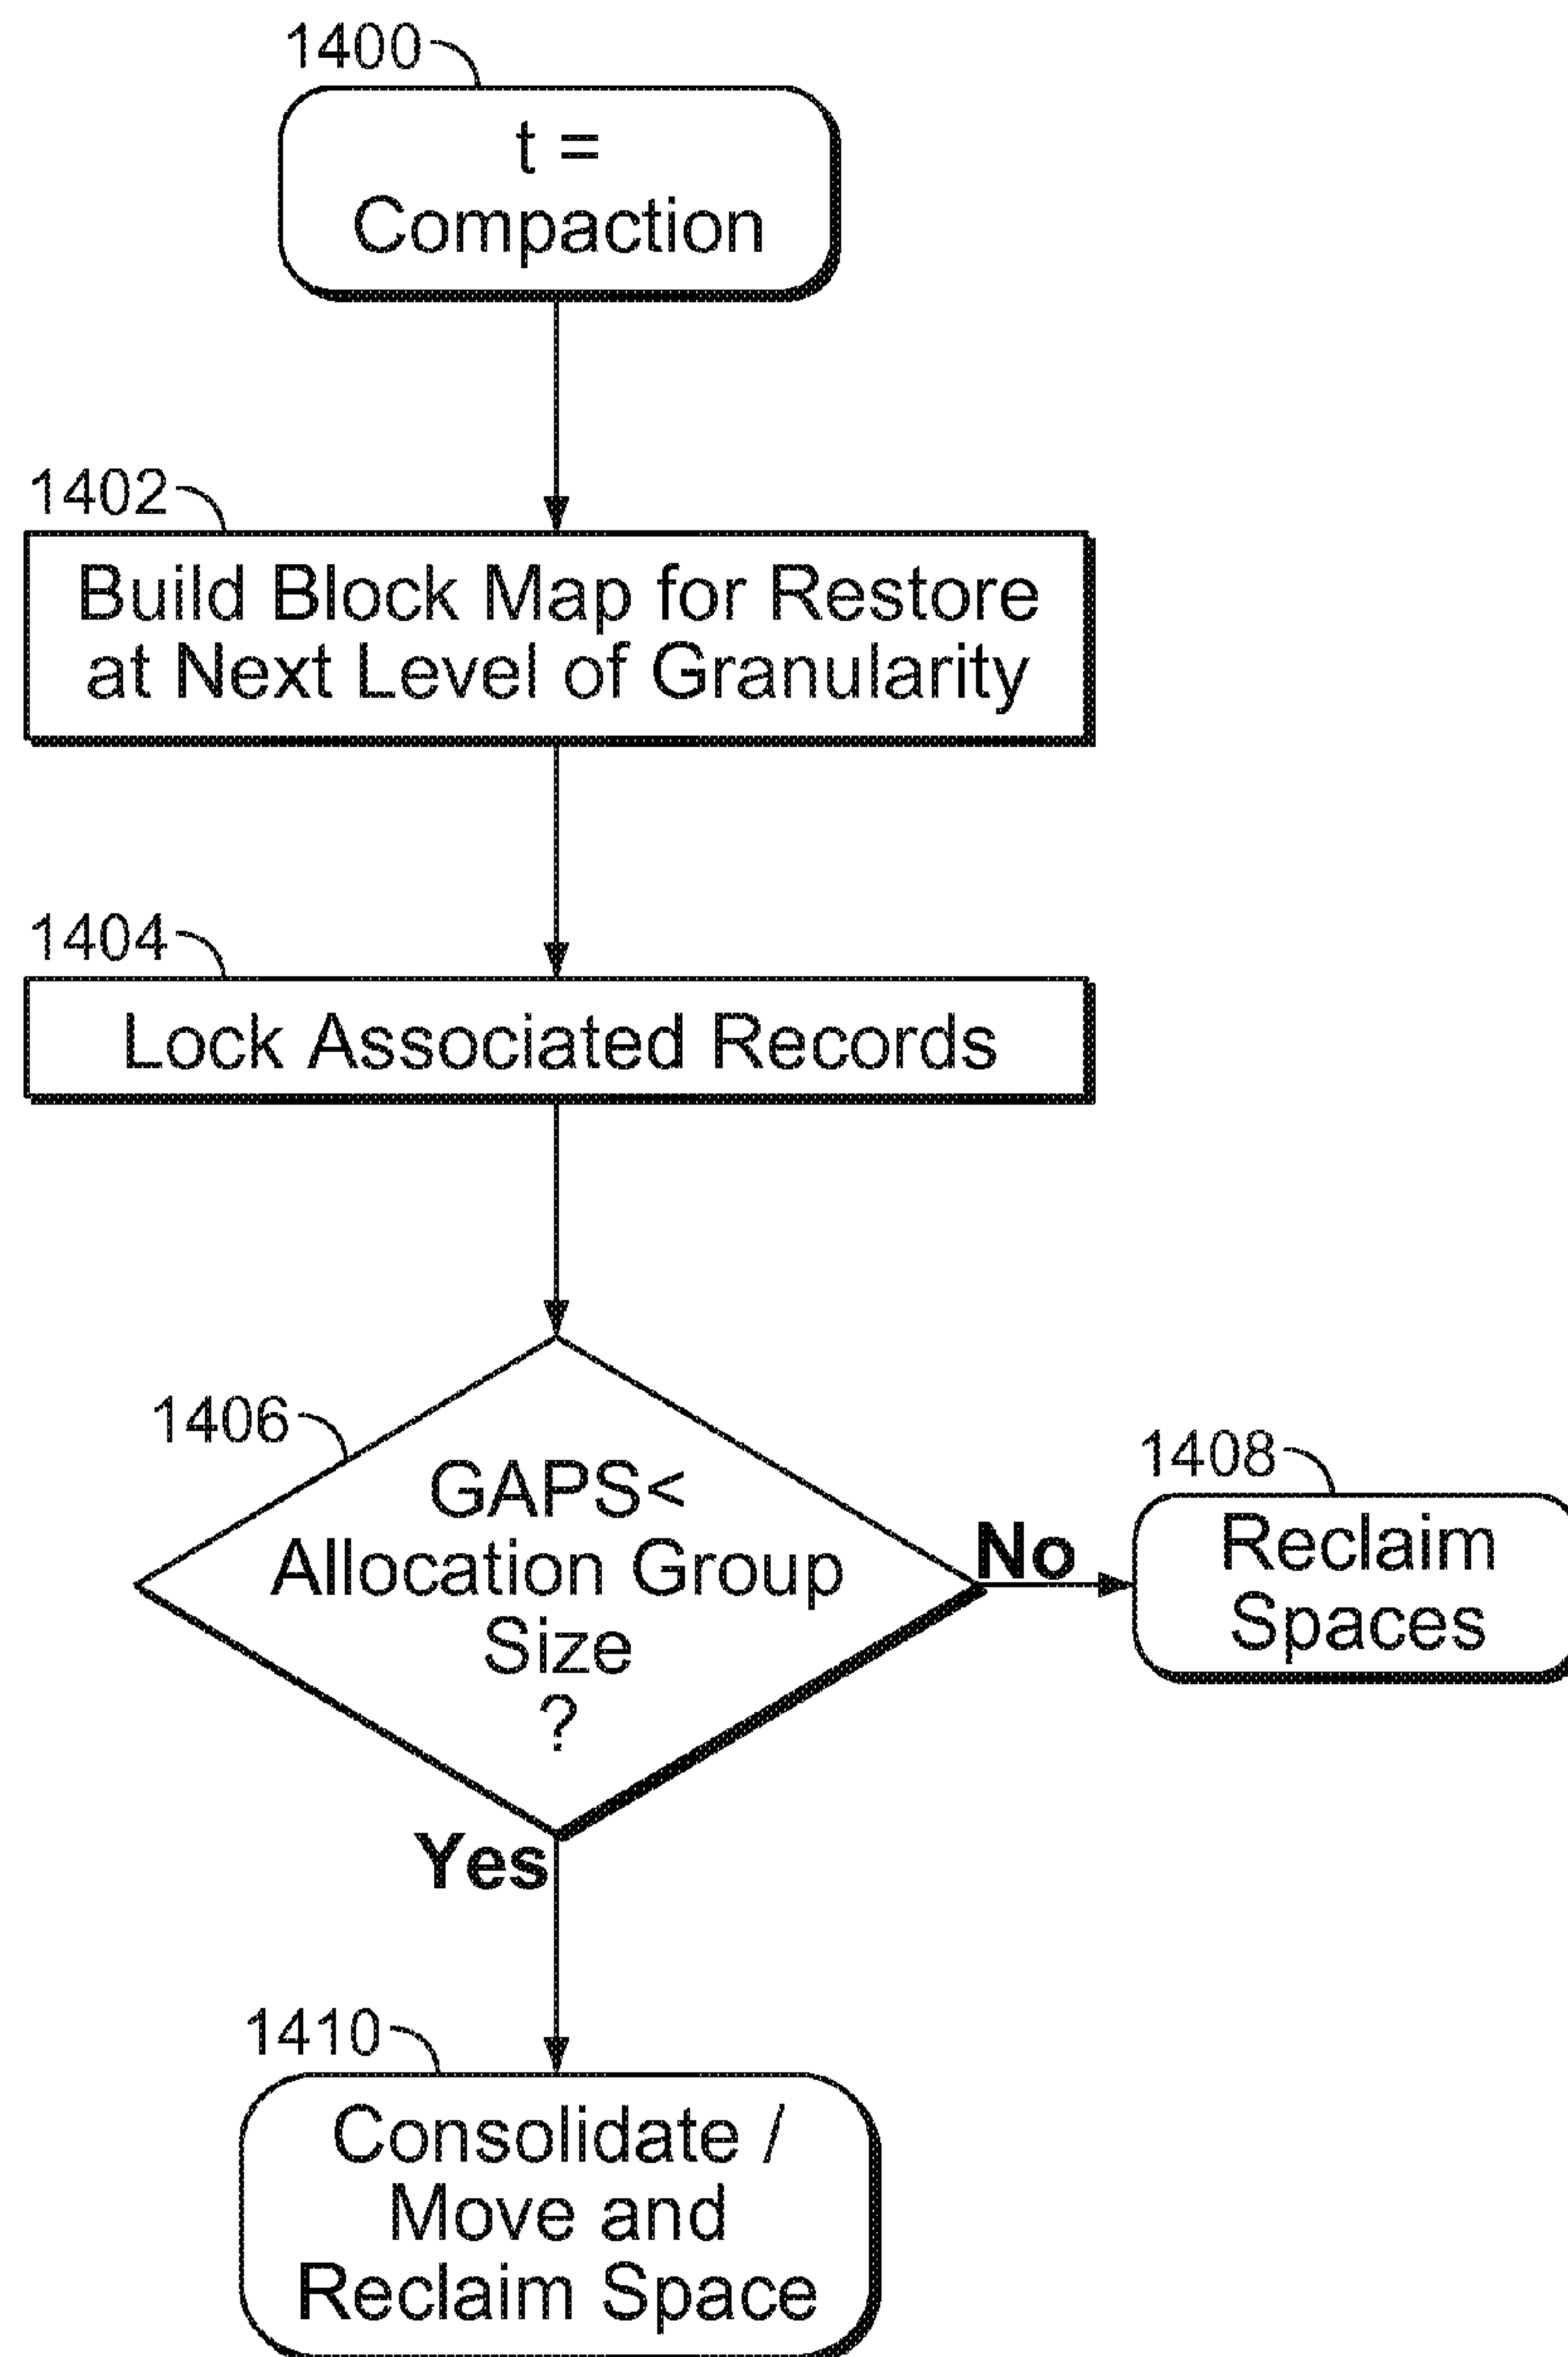 1400
t =
Compaction
1402
Build Block Map for Restore
at Next Level of Granularity
1404
Lock Associated Records
1406
GAPS<
Allocation Group
Size
?
No
1408
Reclaim
Spaces
Yes
1410
Consolidate /
Move and
Reclaim Space